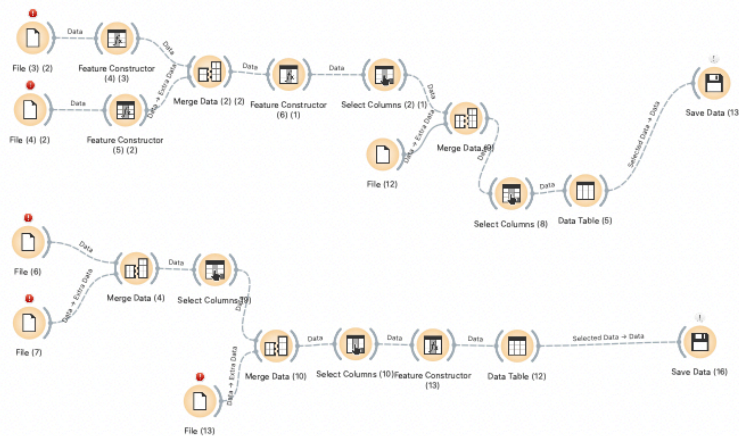 Data
Data
File (3) (2)
Feature Constructor
(4) (3)
Data
Data → Extra Data
Data
Data
Merge Data (2) (2)
Feature Constructor
(6) (1)
Select Columns (2) (1)
File (4) (2)
Feature Constructor
(5) (2)
Data
Data → Extra Data
Merge Data (9)
Data
File (12)
Select Columns (8)
Data
Data Table (5)
Selected Data → Data
Save Data (13
Data
File (6)
Data → Extra Data
Merge Data (4)
Data
Select Columns (9)
Data
File (7)
Data → Extra Data
Merge Data (10)
Data
Select Columns (10)
Data
Feature Constructor
(13)
Data
Data Table (12)
Selected Data → Data
Save Data (16)
File (13)